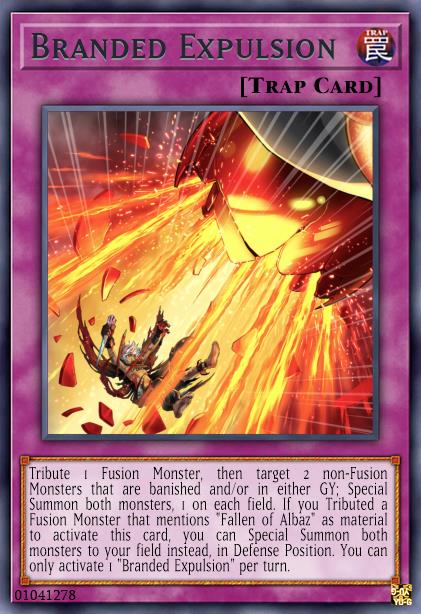 Branded Expulsion
TRAP
罠
[Trap Card]
Tribute 1 Fusion Monster, then target 2 non-Fusion
Monsters that are banished and/or in either GY; Special
Summon both monsters, 1 on each field. If you Tributed a
Fusion Monster that mentions "Fallen of Albaz" as material
to activate this card, you can Special Summon both
monsters to your field instead, in Defense Position. You can
only activate 1 "Branded Expulsion" per turn.
01041278